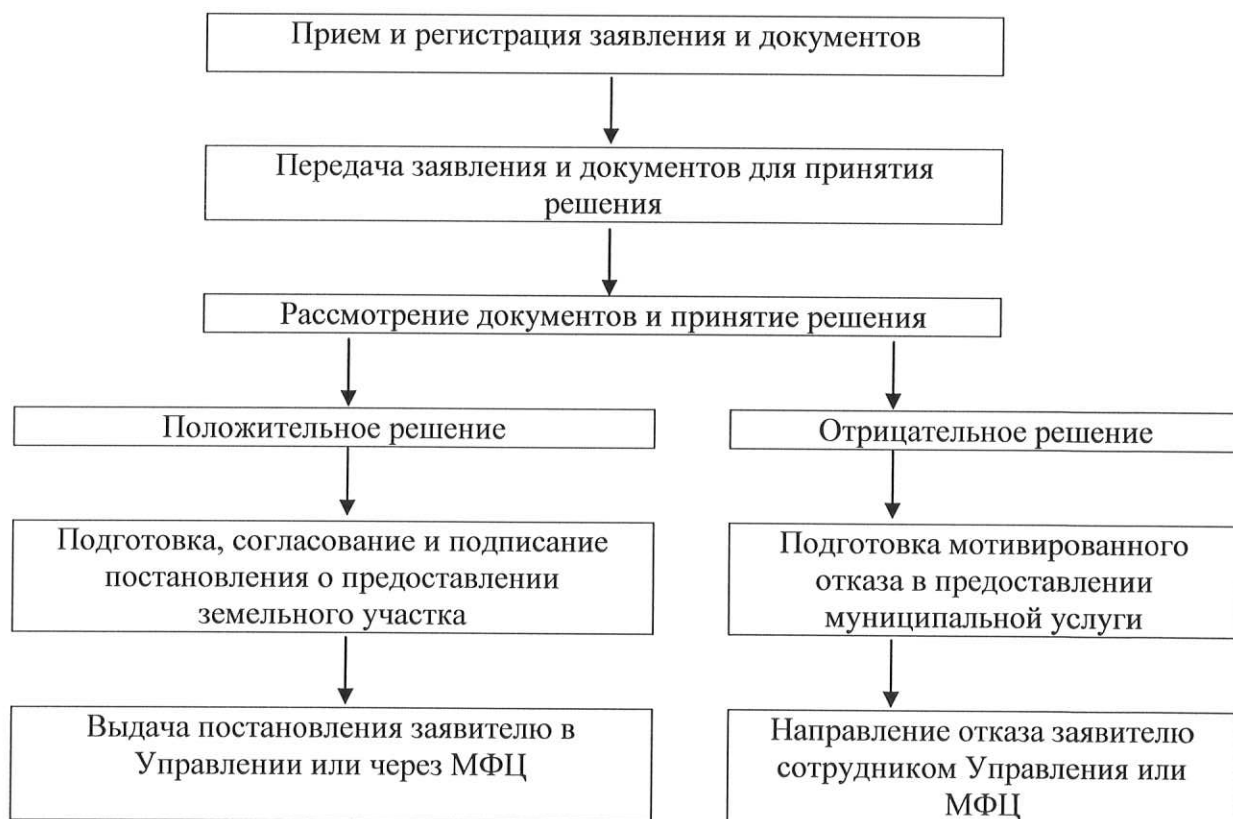 Прием и регистрация заявления и документов
Передача заявления и документов для принятия
решения
Рассмотрение документов и принятие решения
Положительное решение
Отрицательное решение
Подготовка, согласование и подписание
постановления о предоставлении
земельного участка
Подготовка мотивированного
отказа в предоставлении
муниципальной услуги
Выдача постановления заявителю в
Управлении или через МФЦ
Направление отказа заявителю
сотрудником Управления или
МФЦ